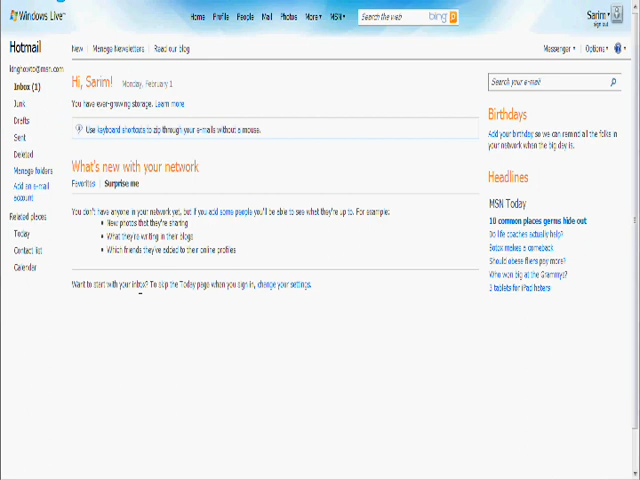 Windows Live™
Home Profile People Mail Photos More MSN
Search the web bing
Sarim
sign out
Hotmail
New | Manage Newsletters | Read our blog
Messenger Options
Inbox (1)
Junk
Drafts
Sent
Deleted
Manage folders
Add an e-mail
account
Related places
Today
Contact list
Calendar
Hi, Sarim! Monday, February 1
You have ever-growing storage. Learn more
Use keyboard shortcuts to zip through your e-mails without a mouse.
What's new with your network
Favorites | Surprise me
You don't have anyone in your network yet, but if you add some people you'll be able to see what they're up to. For example:
• New photos that they're sharing
• What they're writing in their blogs
• Which friends they've added to their online profiles
Want to start with your inbox? To skip the Today page when you sign in, change your settings.
Search your e-mail
Birthdays
Add your birthday so we can remind all the folks in
your network when the big day is.
Headlines
MSN Today
10 common places germs hide out
Do life coaches actually help?
Botox makes a comeback
Should obese fliers pay more?
Who won big at the Grammys?
3 tablets for iPad haters